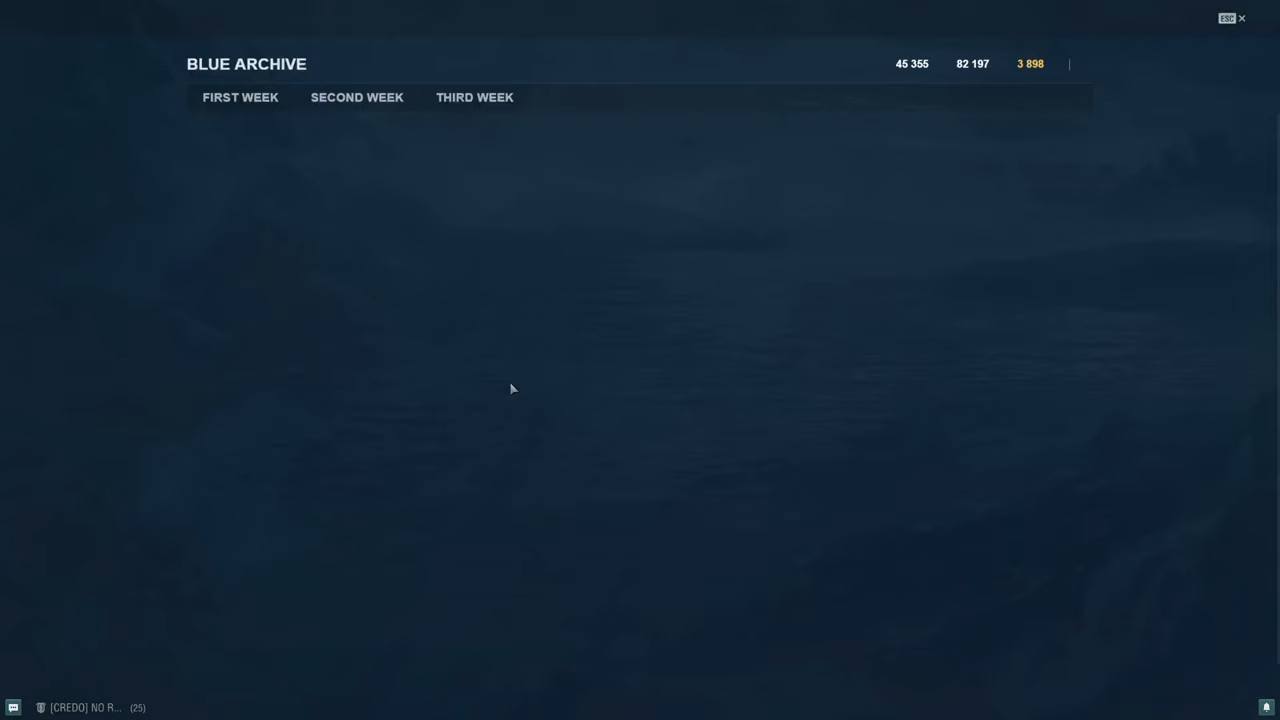 ESC
BLUE ARCHIVE
45 355 82 197 3 898
FIRST WEEK SECOND WEEK THIRD WEEK
[CREDO] NO R... (25)